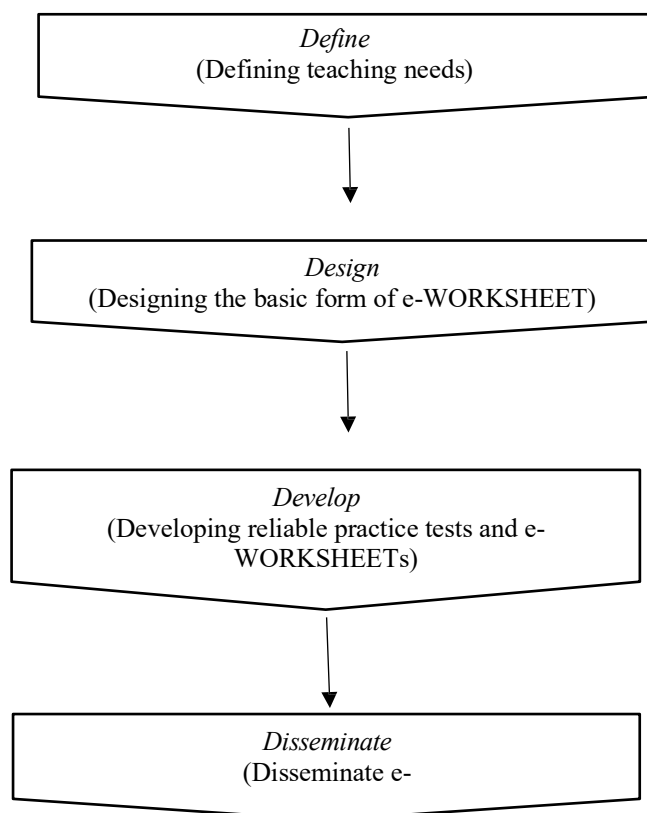 Define
(Defining teaching needs)
Design
(Designing the basic form of e-WORKSHEET)
Develop
(Developing reliable practice tests and e-
WORKSHEETs)
Disseminate
(Disseminate e-